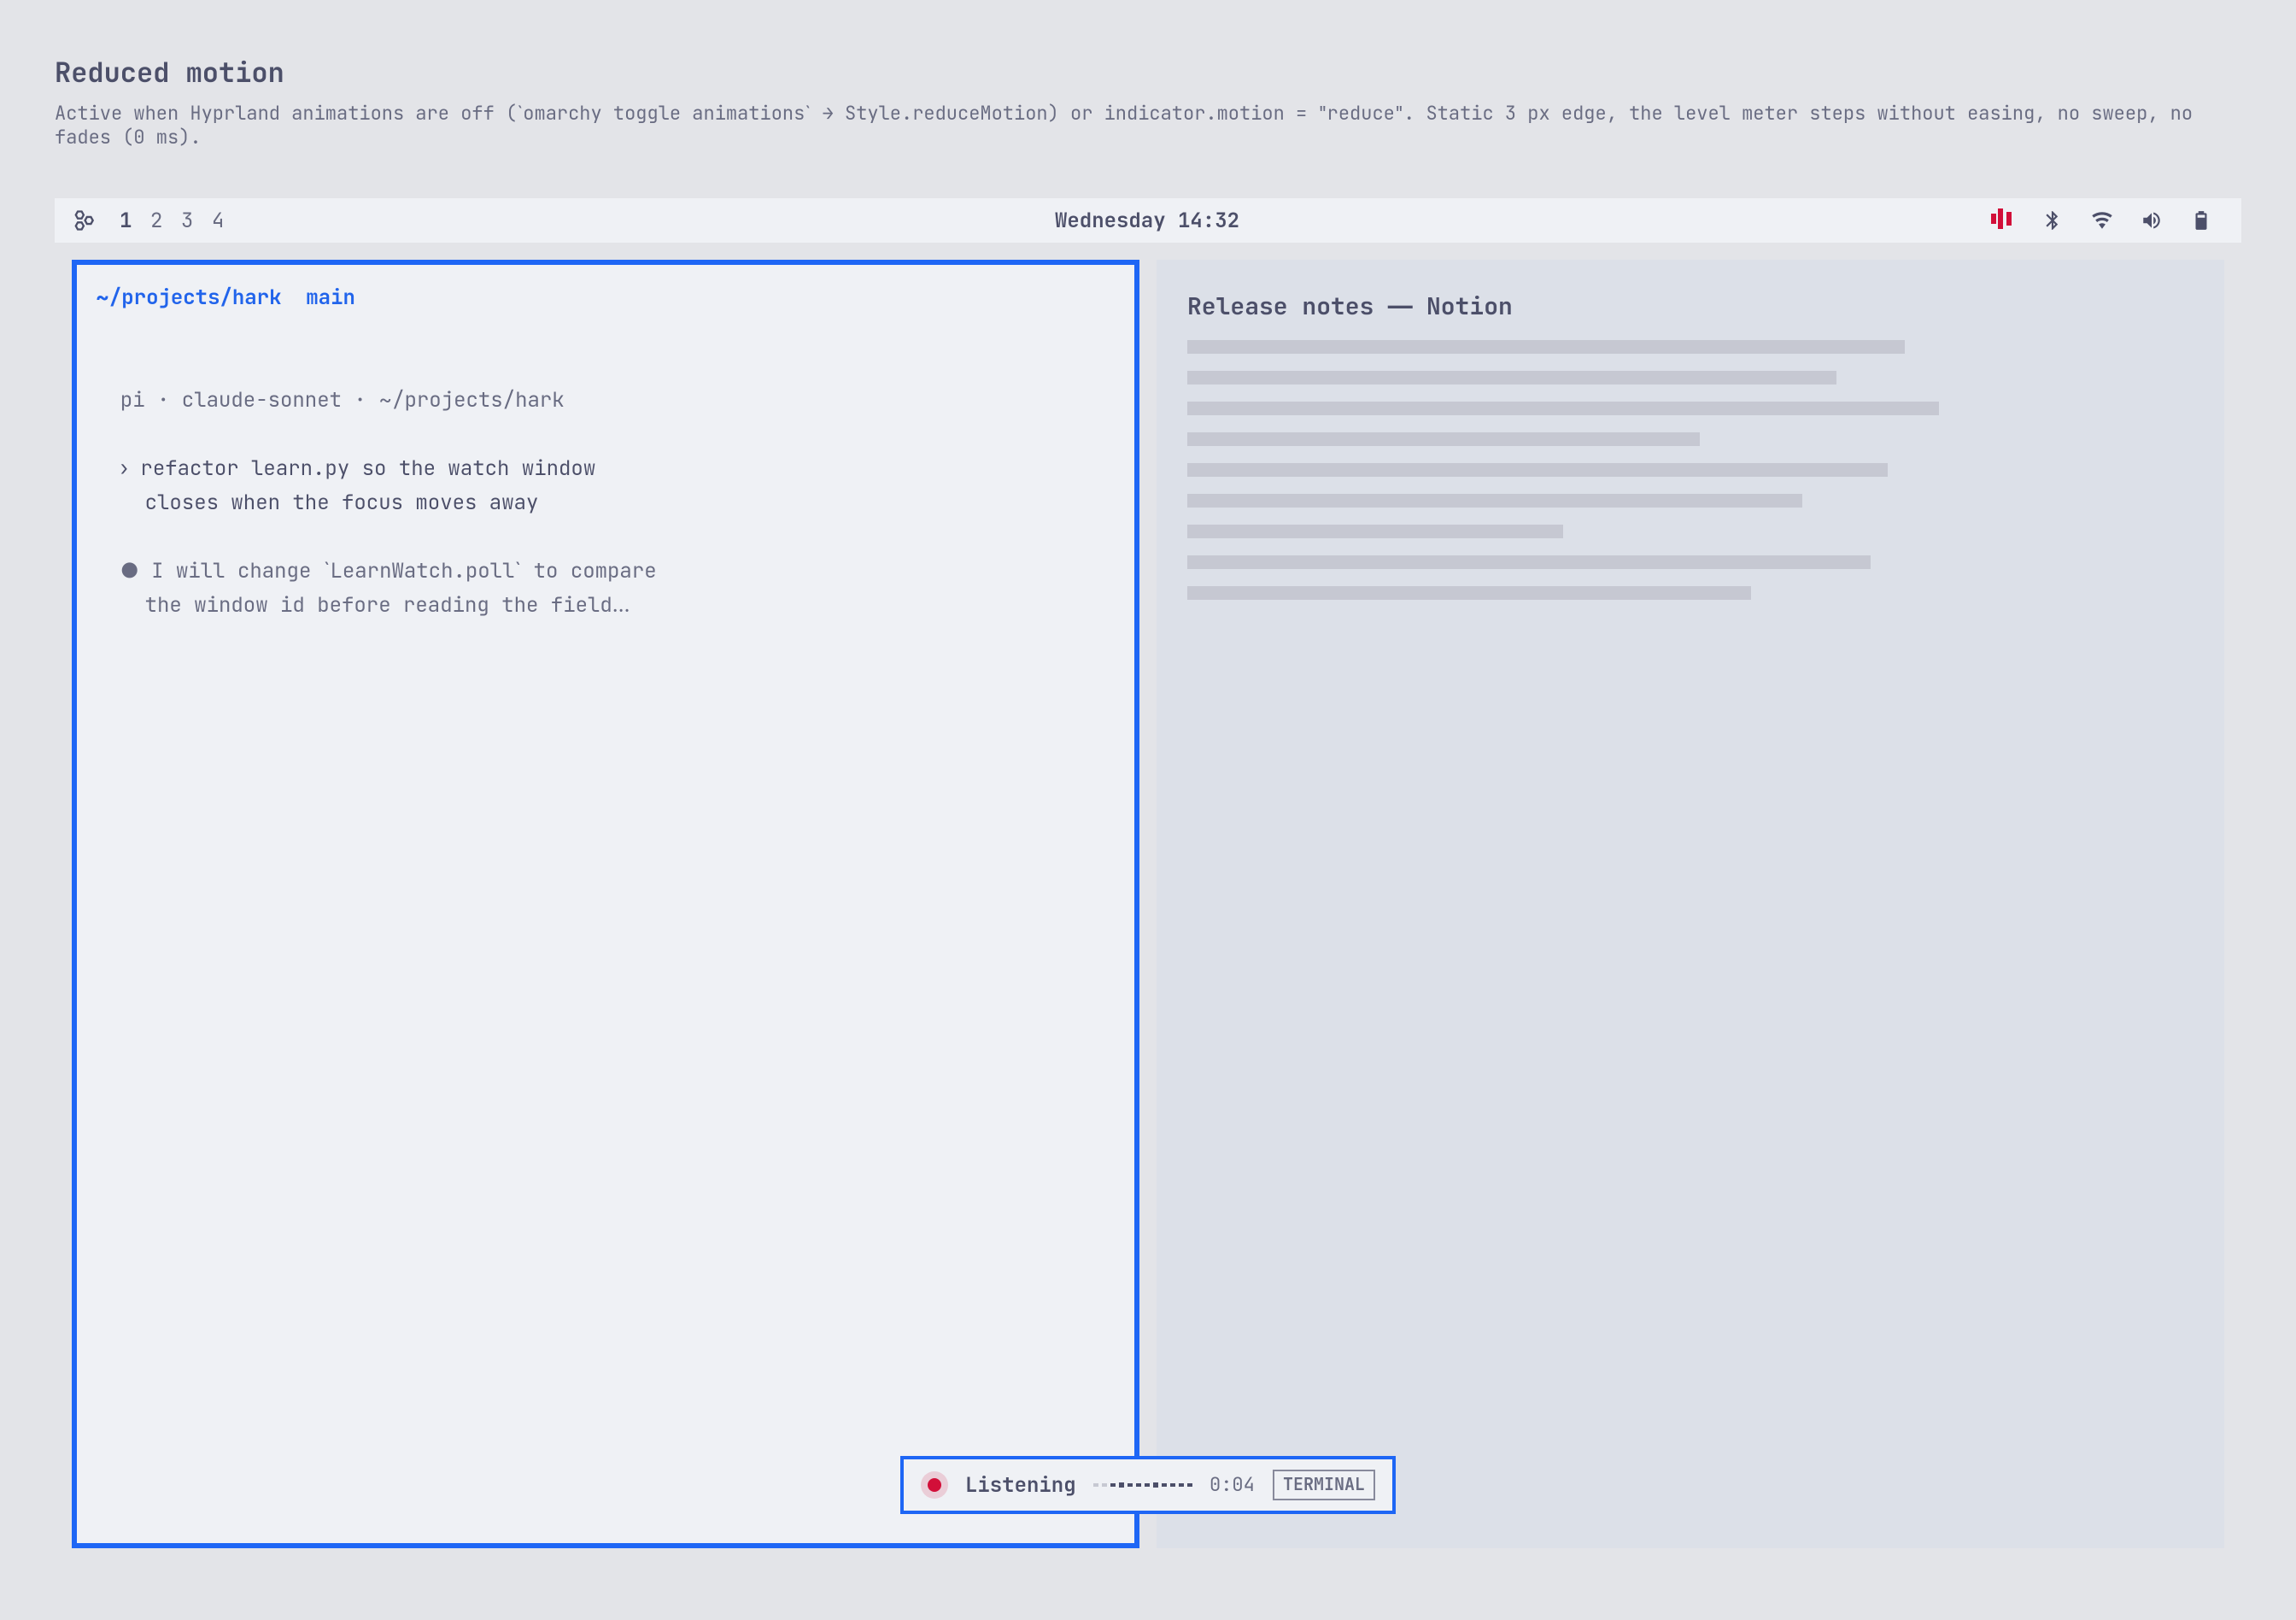 Reduced motion
Active when Hyprland animations are off (`omarchy toggle animations` → Style.reduceMotion) or indicator.motion = "reduce". Static 3 px edge, the level meter steps without easing, no sweep, no
fades (0 ms).
1 2 3 4
Wednesday 14:32
~/projects/hark main
pi · claude-sonnet · ~/projects/hark
› refactor learn.py so the watch window
closes when the focus moves away
● I will change `LearnWatch.poll` to compare
the window id before reading the field…
Release notes — Notion
Listening 0:04 TERMINAL